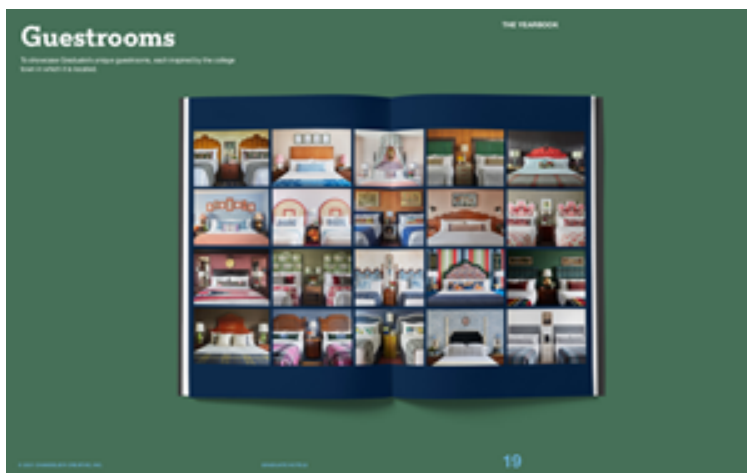 Guestrooms
THE YEARBOOK
To showcase Graduate's unique guestrooms, each inspired by the college
town in which it is located.
19